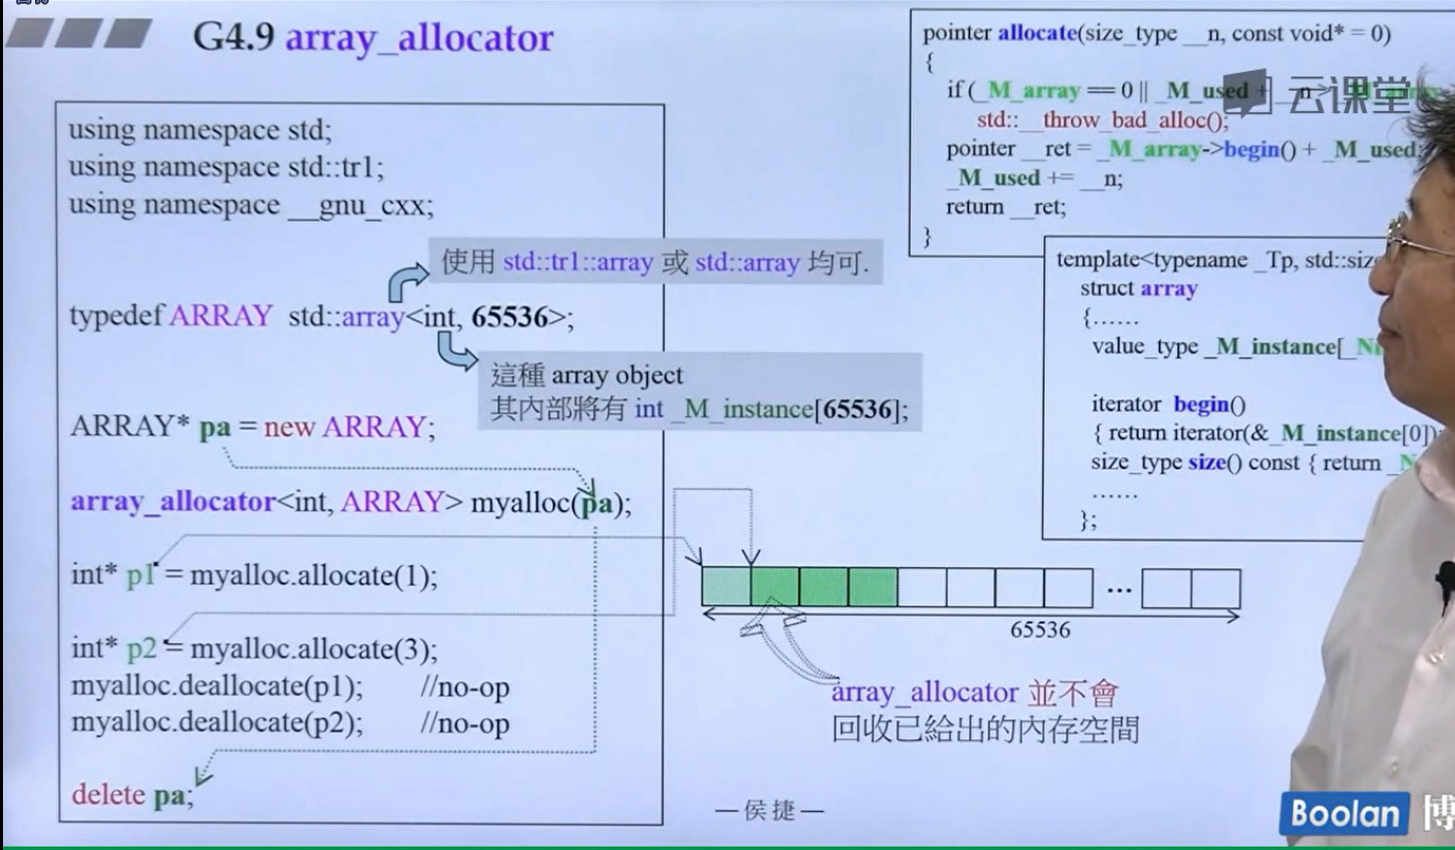 G4.9 array_allocator
using namespace std;
using namespace std::tr1;
using namespace __gnu_cxx;
使用 std::tr1::array 或 std::array 均可.
typedef ARRAY std::array<int, 65536>;
這種 array object
其內部將有 int _M_instance[65536];
ARRAY* pa = new ARRAY;
array_allocator<int, ARRAY> myalloc(pa);
int* p1 = myalloc.allocate(1);
int* p2 = myalloc.allocate(3);
myalloc.deallocate(p1); //no-op
myalloc.deallocate(p2); //no-op
delete pa;
pointer allocate(size_type __n, const void* = 0)
{
if (_M_array == 0 || _M_used + __n >
std::__throw_bad_alloc();
pointer __ret = _M_array->begin() + _M_used;
_M_used += __n;
return __ret;
}
云课堂
template<typename _Tp, std::size
struct array
{......
value_type _M_instance[_N
iterator begin()
{ return iterator(&_M_instance[0])
size_type size() const { return _N
......
};
...
65536
array_allocator 並不會
回收已給出的內存空間
—侯捷—
Boolan 博